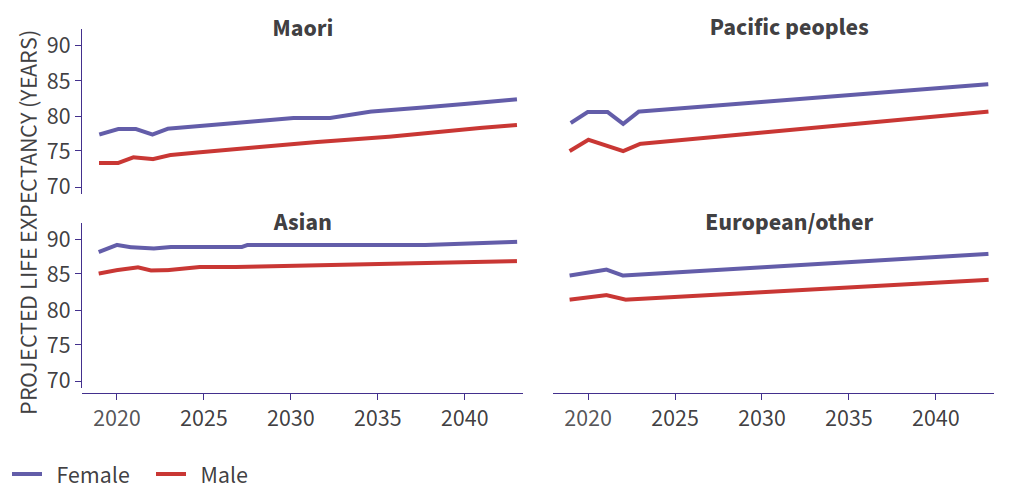 Maori
Pacific peoples
PROJECTED LIFE EXPECTANCY (YEARS)
90
85
80
75
70
Asian
European/other
90
85
80
75
70
2020 2025 2030 2035 2040
2020 2025 2030 2035 2040
Female Male